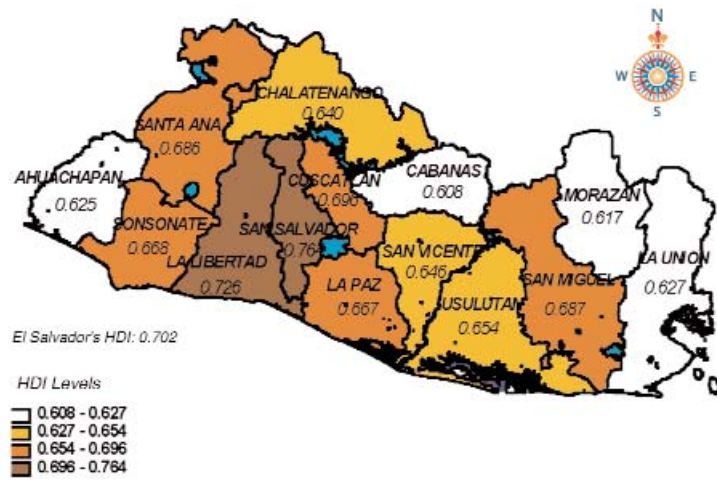 N
W
E
S
CHALATENANGO
0.640
SANTA ANA
0.686
AHUACHAPAN
0.625
SONSONATE
0.668
LA LIBERTAD
0.726
SAN SALVADOR
0.764
CUSCATLAN
0.696
CABANAS
0.608
SAN VICENTE
0.646
LA PAZ
0.667
USULUTAN
0.654
SAN MIGUEL
0.687
MORAZAN
0.617
LA UNION
0.627
El Salvador's HDI: 0.702
HDI Levels
0.608 - 0.627
0.627 - 0.654
0.654 - 0.696
0.696 - 0.764